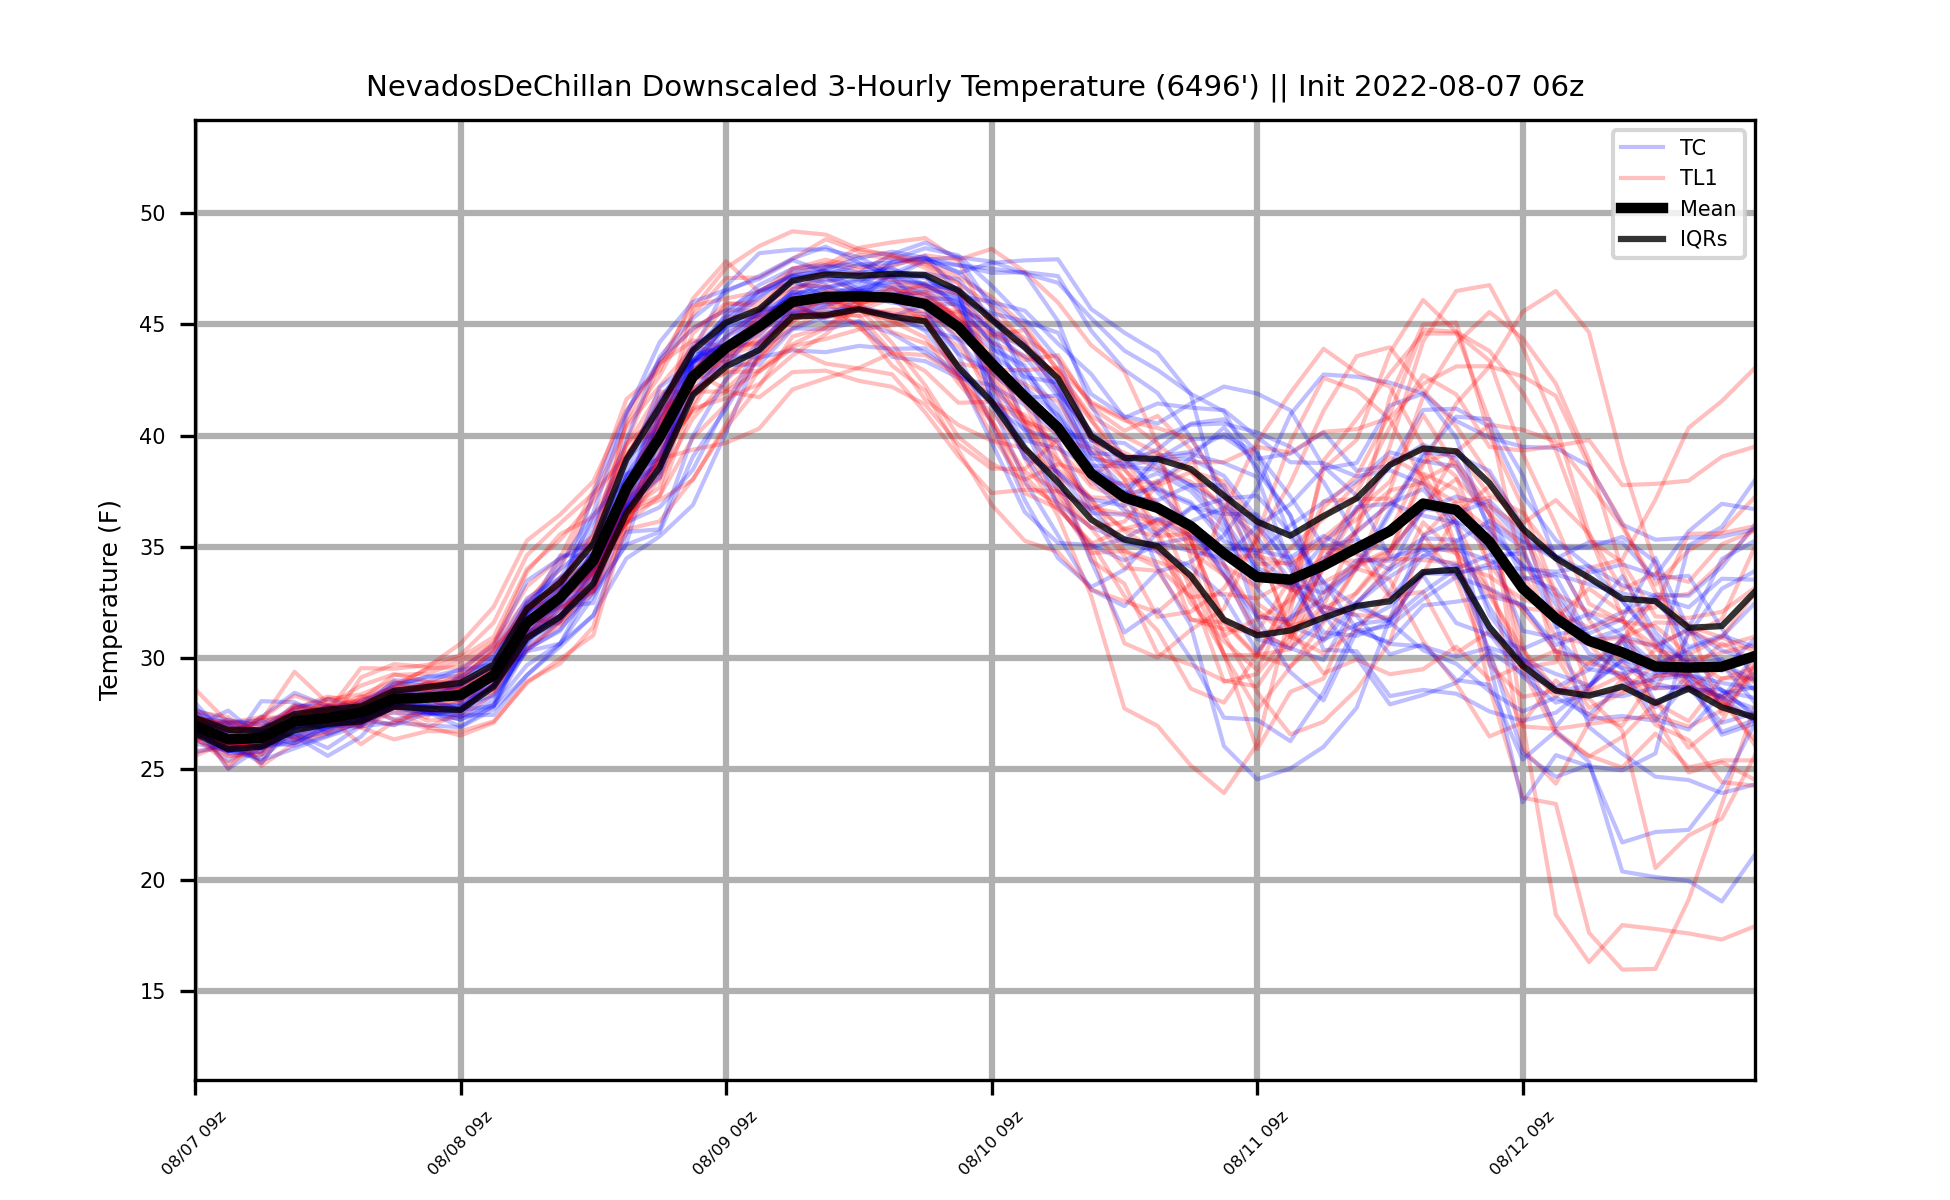 NevadosDeChillan Downscaled 3-Hourly Temperature (6496') || Init 2022-08-07 06z
TC
TL1
Mean
IQRs
Temperature (F)
50
45
40
35
30
25
20
15
08/07 09z
08/08 09z
08/09 09z
08/10 09z
08/11 09z
08/12 09z